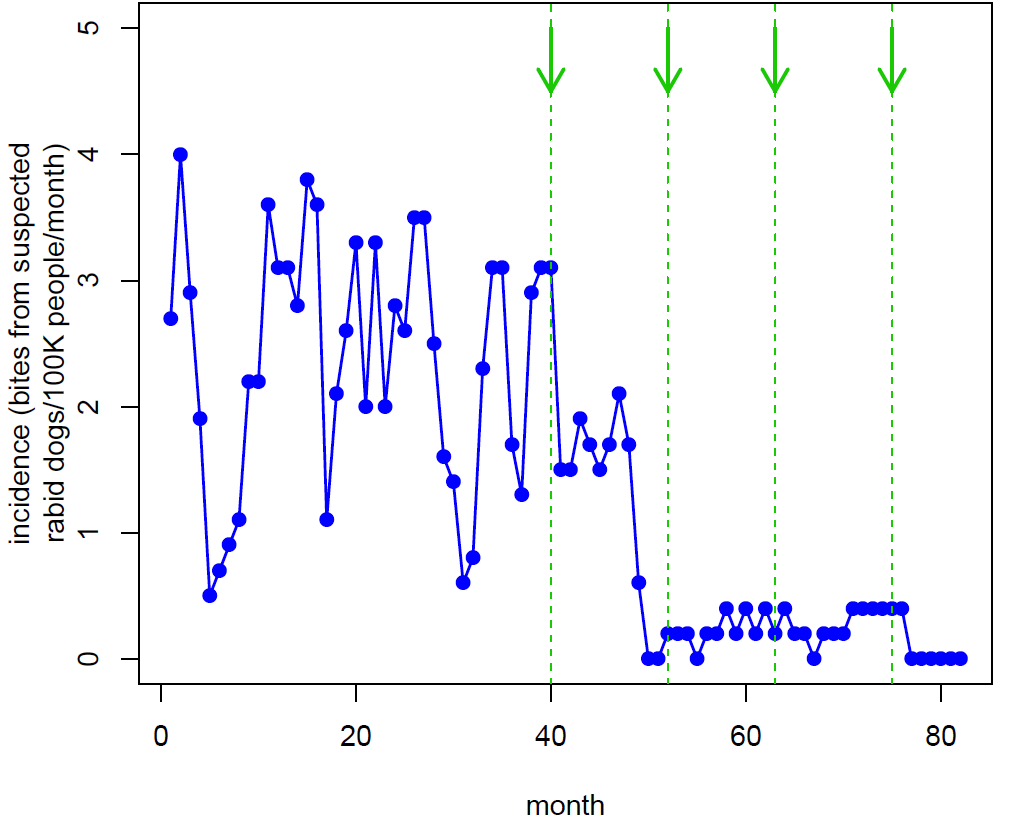 5
4
3
2
1
0
incidence (bites from suspected
rabid dogs/100K people/month)
0 20 40 60 80
month